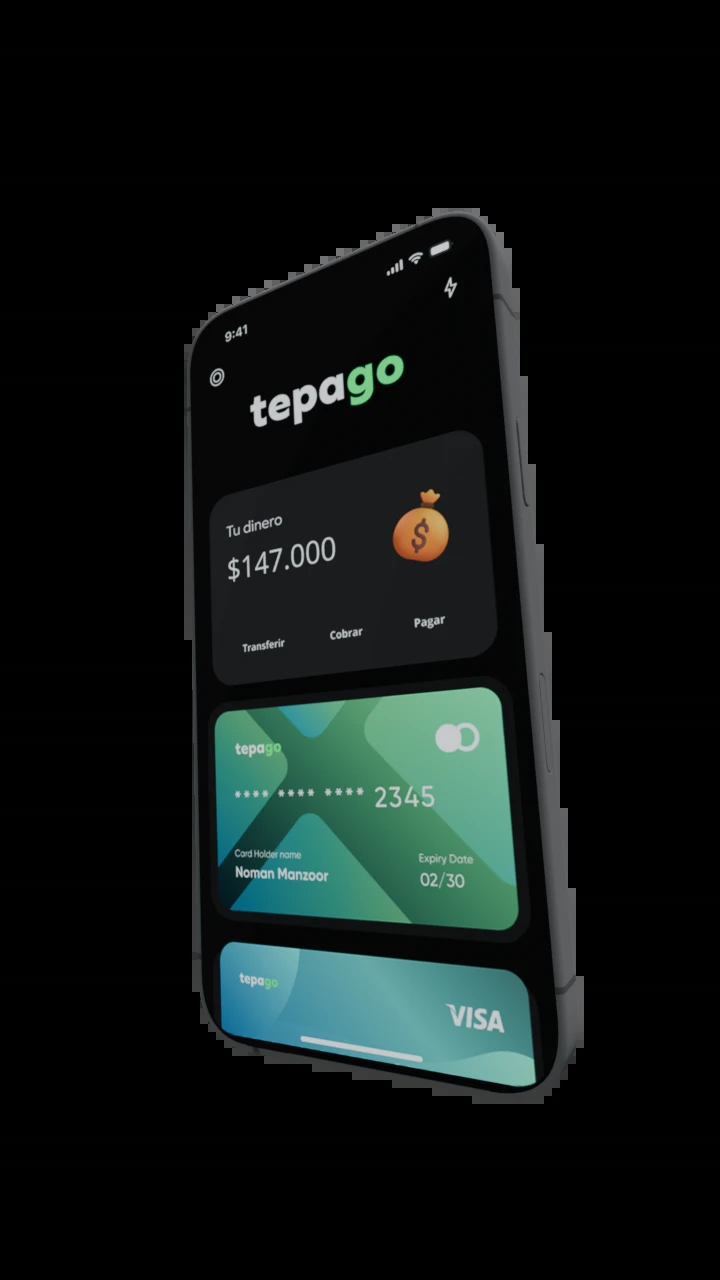 9:41
tepago
Tu dinero
$147.000
Transferir Cobrar Pagar
tepago
**** **** **** 2345
Card Holder name
Noman Manzoor
Expiry Date
02/30
tepago
VISA